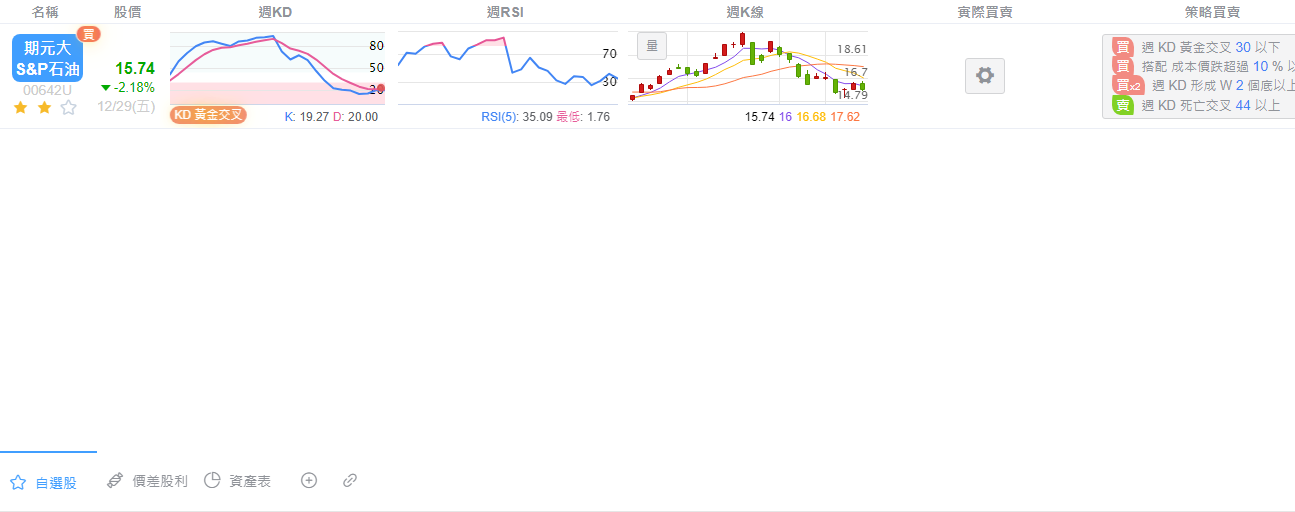 名稱 股價 週KD 週RSI 週K線 實際買賣 策略買賣
期元大
S&P石油
買
00642U
15.74
-2.18%
12/29(五)
80
50
20
KD 黃金交叉
K: 19.27 D: 20.00
70
30
RSI(5): 35.09 最低: 1.76
量
18.61
16.7
14.79
15.74 16 16.68 17.62
買 週 KD 黃金交叉 30 以下
買 搭配 成本價跌超過 10 % 以
買x2 週 KD 形成 W 2 個底以上
賣 週 KD 死亡交叉 44 以上
自選股 價差股利 資產表